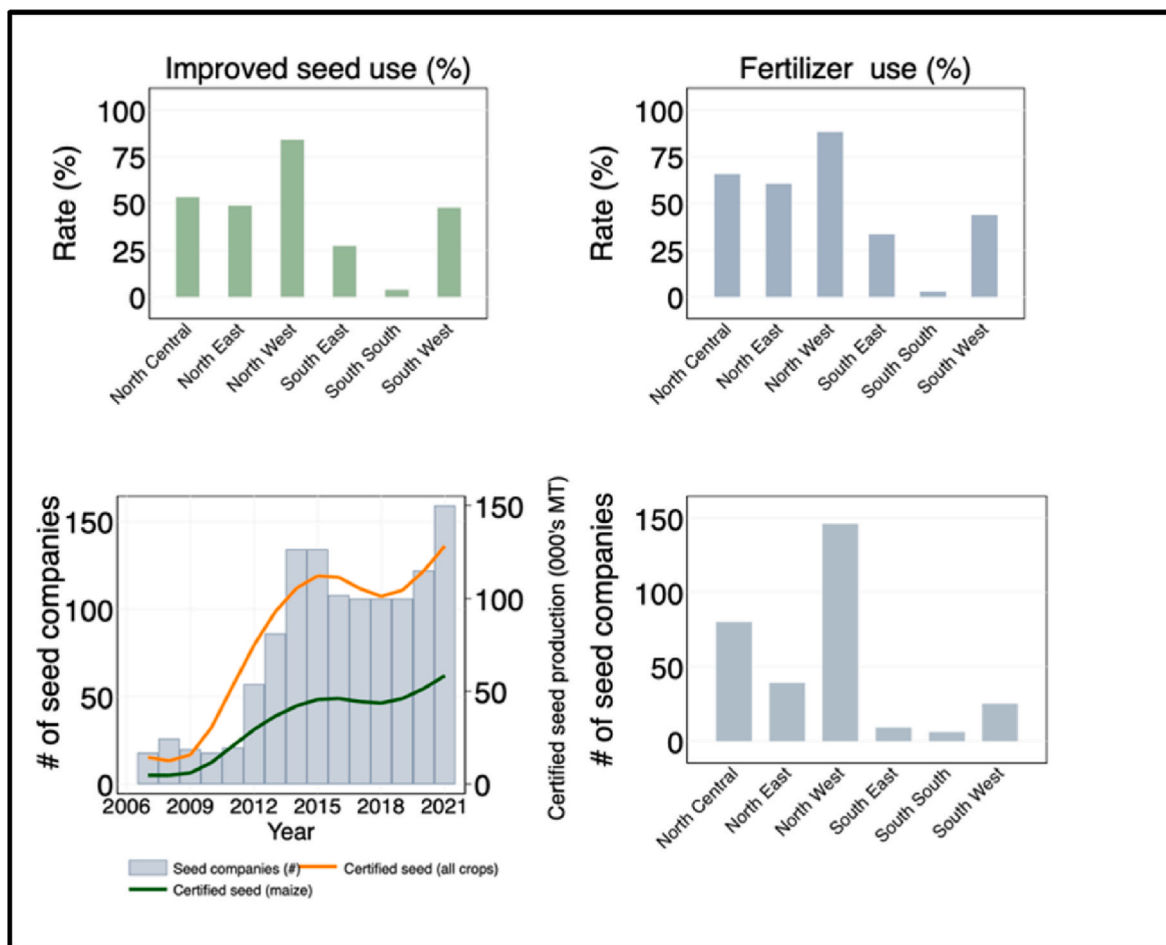 Improved seed use (%)
Rate (%)
100
75
50
25
0
North Central
North East
North West
South East
South South
South West
Fertilizer use (%)
Rate (%)
100
75
50
25
0
North Central
North East
North West
South East
South South
South West
# of seed companies
150
100
50
0
150
100
50
0
Certified seed production (000's MT)
2006
2009
2012
2015
2018
2021
Year
Seed companies (#)
Certified seed (all crops)
Certified seed (maize)
# of seed companies
150
100
50
0
North Central
North East
North West
South East
South South
South West